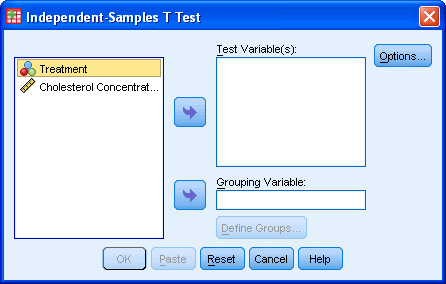 Independent-Samples T Test
Treatment
Cholesterol Concentrat...
Test Variable(s):
Options...
Grouping Variable:
Define Groups...
OK Paste Reset Cancel Help